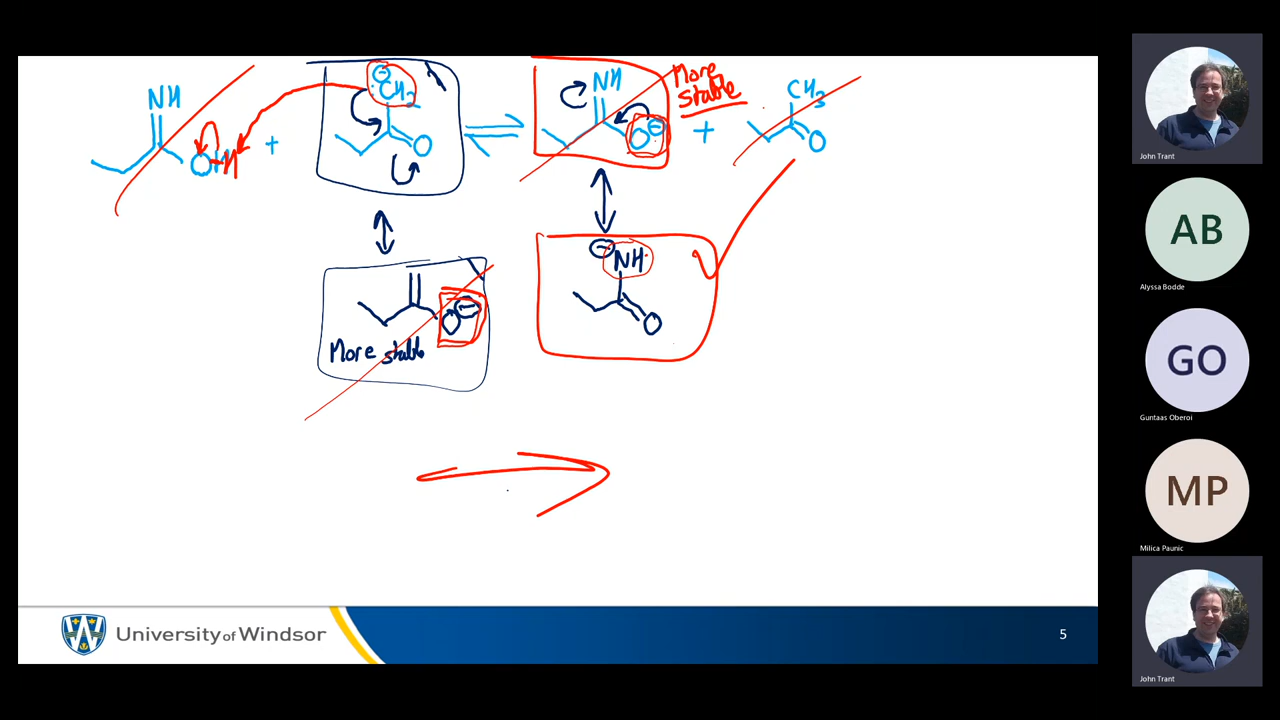 NH
OH
H
+
⊖
CH2
O
NH
O
⊖
More
stable
+
CH3
O
O
⊖
More stable
⊖
NH
O
University of Windsor
5
John Trant
AB
Alyssa Bodde
GO
Guntaas Oberoi
MP
Milica Paunic
John Trant